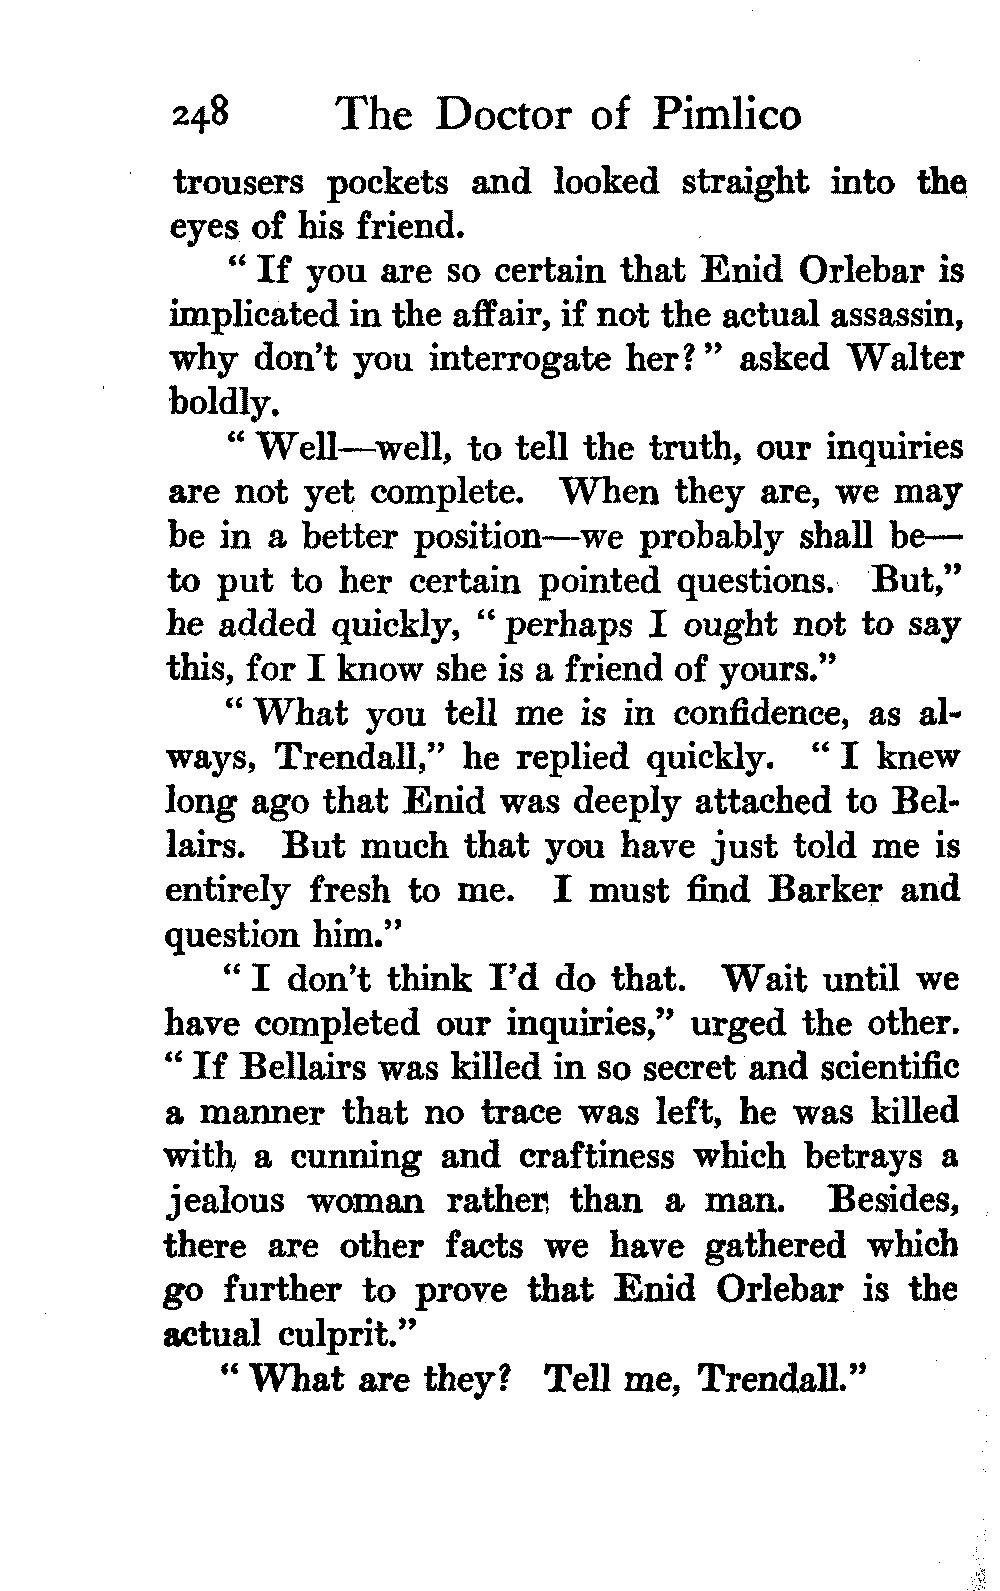 248 The Doctor of Pimlico
trousers pockets and looked straight into the
eyes of his friend.
“ If you are so certain that Enid Orlebar is
implicated in the affair, if not the actual assassin,
why don't you interrogate her? ” asked Walter
boldly.
“ Well—well, to tell the truth, our inquiries
are not yet complete. When they are, we may
be in a better position—we probably shall be—
to put to her certain pointed questions. But,”
he added quickly, “ perhaps I ought not to say
this, for I know she is a friend of yours.”
“ What you tell me is in confidence, as al-
ways, Trendall,” he replied quickly. “ I knew
long ago that Enid was deeply attached to Bel-
lairs. But much that you have just told me is
entirely fresh to me. I must find Barker and
question him.”
“ I don't think I'd do that. Wait until we
have completed our inquiries,” urged the other.
“ If Bellairs was killed in so secret and scientific
a manner that no trace was left, he was killed
with a cunning and craftiness which betrays a
jealous woman rather than a man. Besides,
there are other facts we have gathered which
go further to prove that Enid Orlebar is the
actual culprit.”
“ What are they? Tell me, Trendall.”